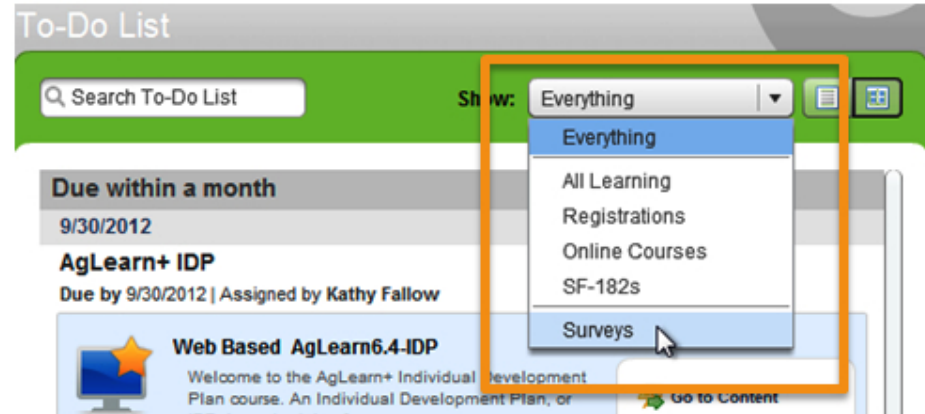 To-Do List
Search To-Do List
Show:
Everything
Everything
All Learning
Registrations
Online Courses
SF-182s
Surveys
Due within a month
9/30/2012
AgLearn+ IDP
Due by 9/30/2012 | Assigned by Kathy Fallow
Web Based AgLearn6.4-IDP
Welcome to the AgLearn+ Individual Development
Plan course. An Individual Development Plan, or
Go to Content